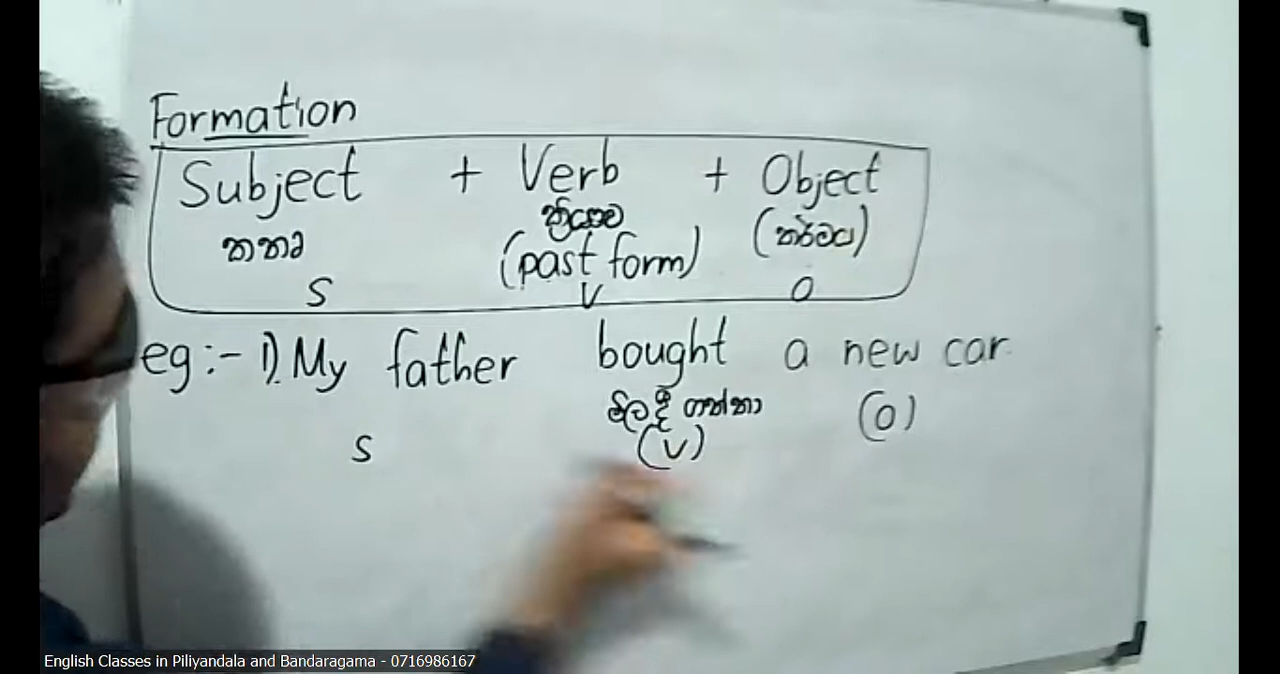 Formation
Subject + Verb + Object
කතෘ ක්‍රියාව (කර්මය)
(past form)
S V O
eg:- 1). My father bought a new car.
මිලදී ගත්තා (O)
S (V)
English Classes in Piliyandala and Bandaragama - 0716986167